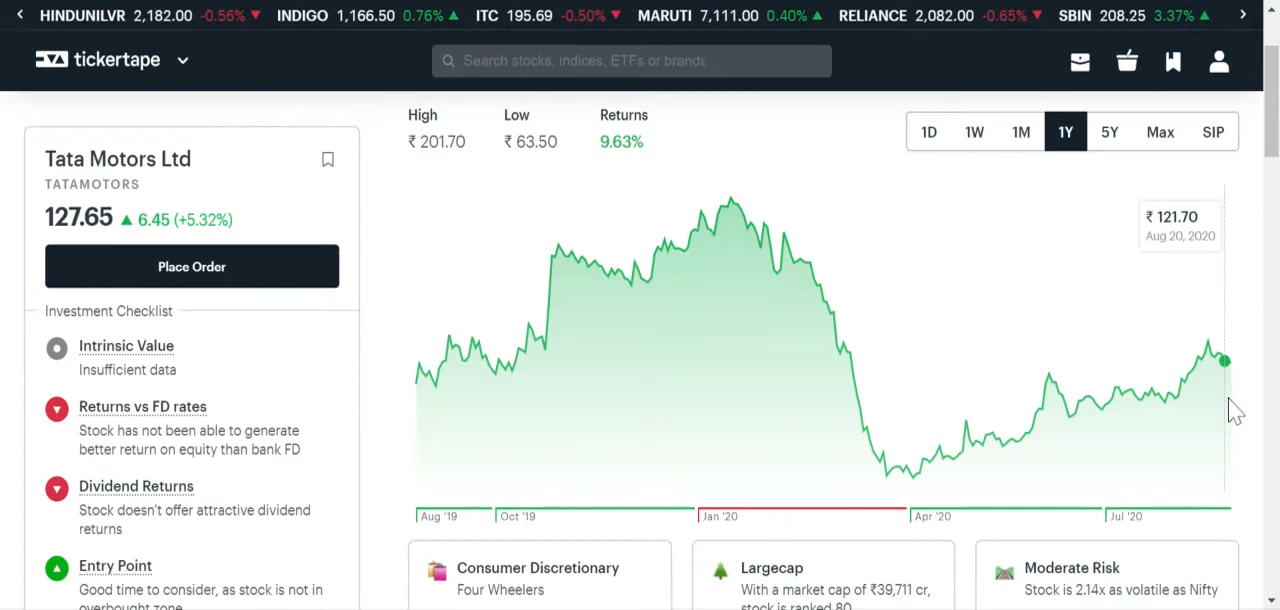 HINDUNILVR 2,182.00 -0.56% ▼ INDIGO 1,166.50 0.76% ▲ ITC 195.69 -0.50% ▼ MARUTI 7,111.00 0.40% ▲ RELIANCE 2,082.00 -0.65% ▼ SBIN 208.25 3.37% ▲
tickertape
Search stocks, indices, ETFs or brands
High Low Returns
₹ 201.70 ₹ 63.50 9.63%
1D 1W 1M 1Y 5Y Max SIP
Tata Motors Ltd
TATAMOTORS
127.65 ▲ 6.45 (+5.32%)
Place Order
Investment Checklist
Intrinsic Value
Insufficient data
Returns vs FD rates
Stock has not been able to generate
better return on equity than bank FD
Dividend Returns
Stock doesn't offer attractive dividend
returns
Entry Point
Good time to consider, as stock is not in
overbought zone
₹ 121.70
Aug 20, 2020
Aug '19 Oct '19 Jan '20 Apr '20 Jul '20
Consumer Discretionary
Four Wheelers
Largecap
With a market cap of ₹39,711 cr,
stock is ranked 80
Moderate Risk
Stock is 2.14x as volatile as Nifty